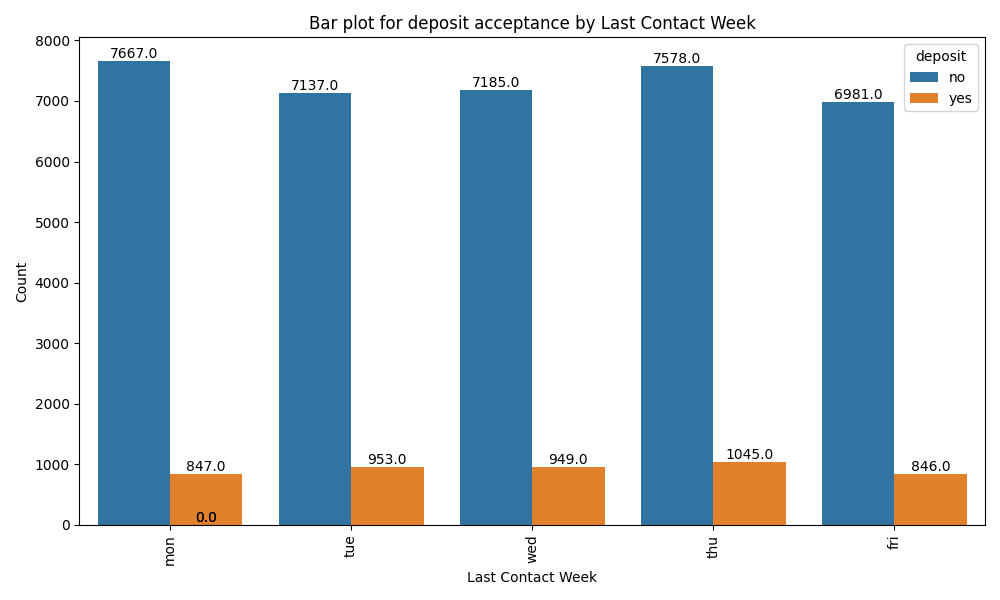 Bar plot for deposit acceptance by Last Contact Week
8000
7000
6000
5000
4000
3000
2000
1000
0
Count
7667.0
847.0
0.0
7137.0
953.0
7185.0
949.0
7578.0
1045.0
6981.0
846.0
deposit
no
yes
mon
tue
wed
thu
fri
Last Contact Week